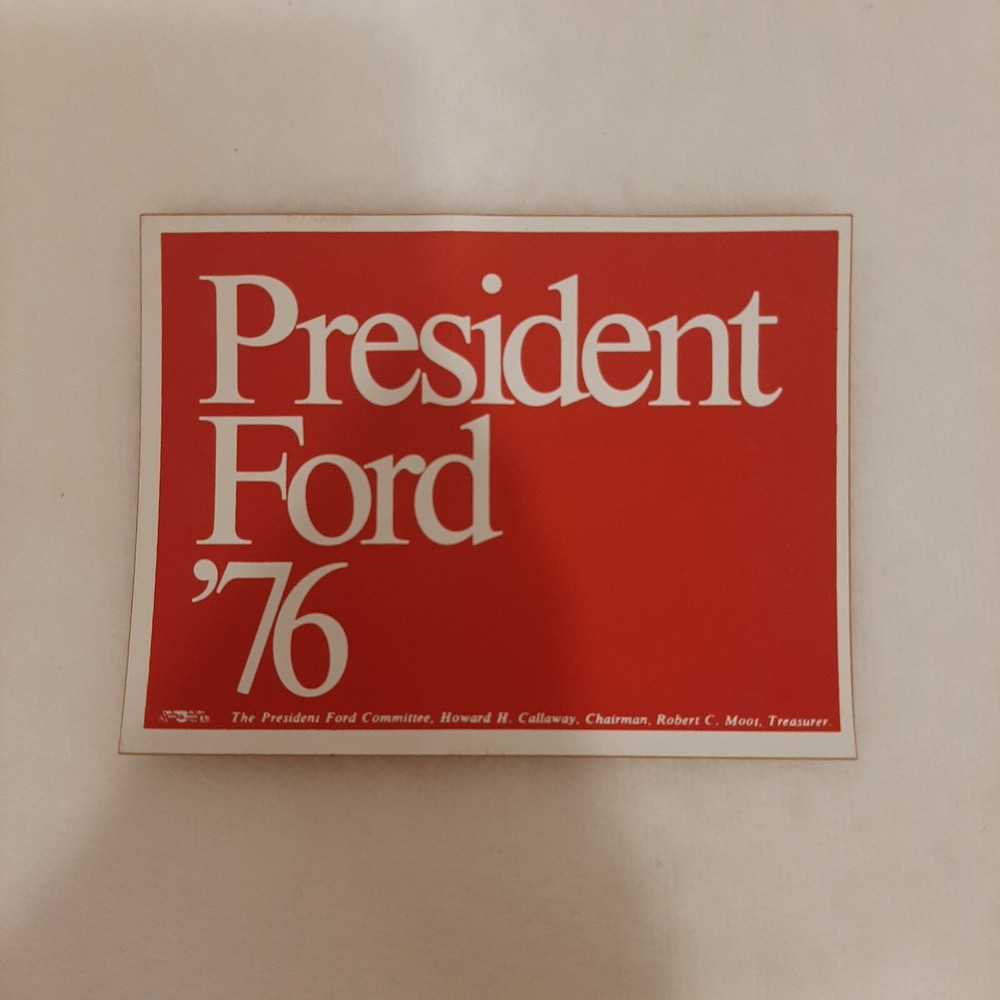 President
Ford
’76
The President Ford Committee, Howard H. Callaway, Chairman, Robert C. Moot, Treasurer.